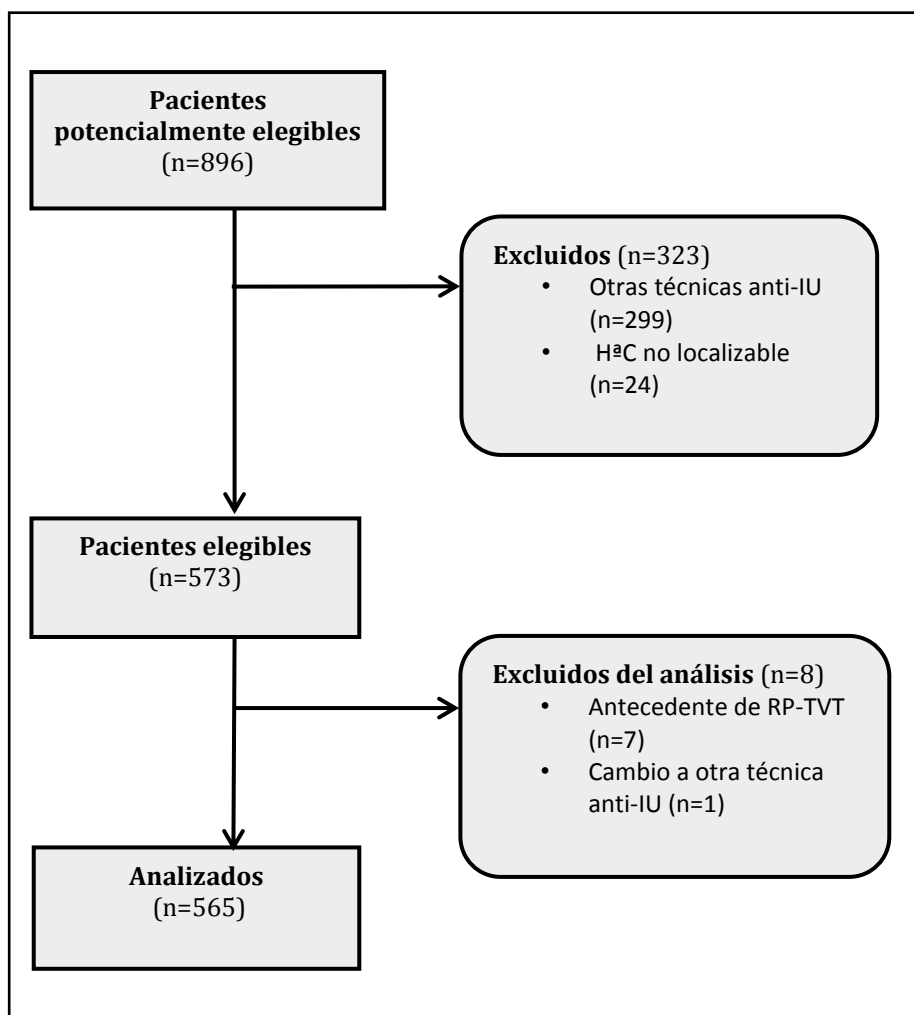 Pacientes
potencialmente elegibles
(n=896)
Excluidos (n=323)
• Otras técnicas anti-IU
(n=299)
• HªC no localizable
(n=24)
Pacientes elegibles
(n=573)
Excluidos del análisis (n=8)
• Antecedente de RP-TVT
(n=7)
• Cambio a otra técnica
anti-IU (n=1)
Analizados
(n=565)